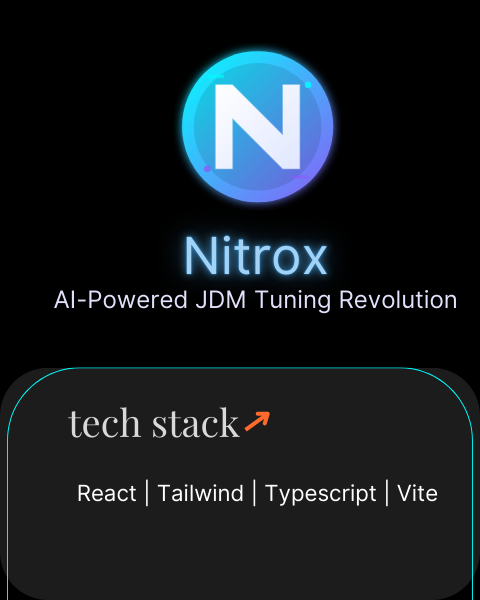 N
Nitrox
AI-Powered JDM Tuning Revolution
tech stack↗
React | Tailwind | Typescript | Vite